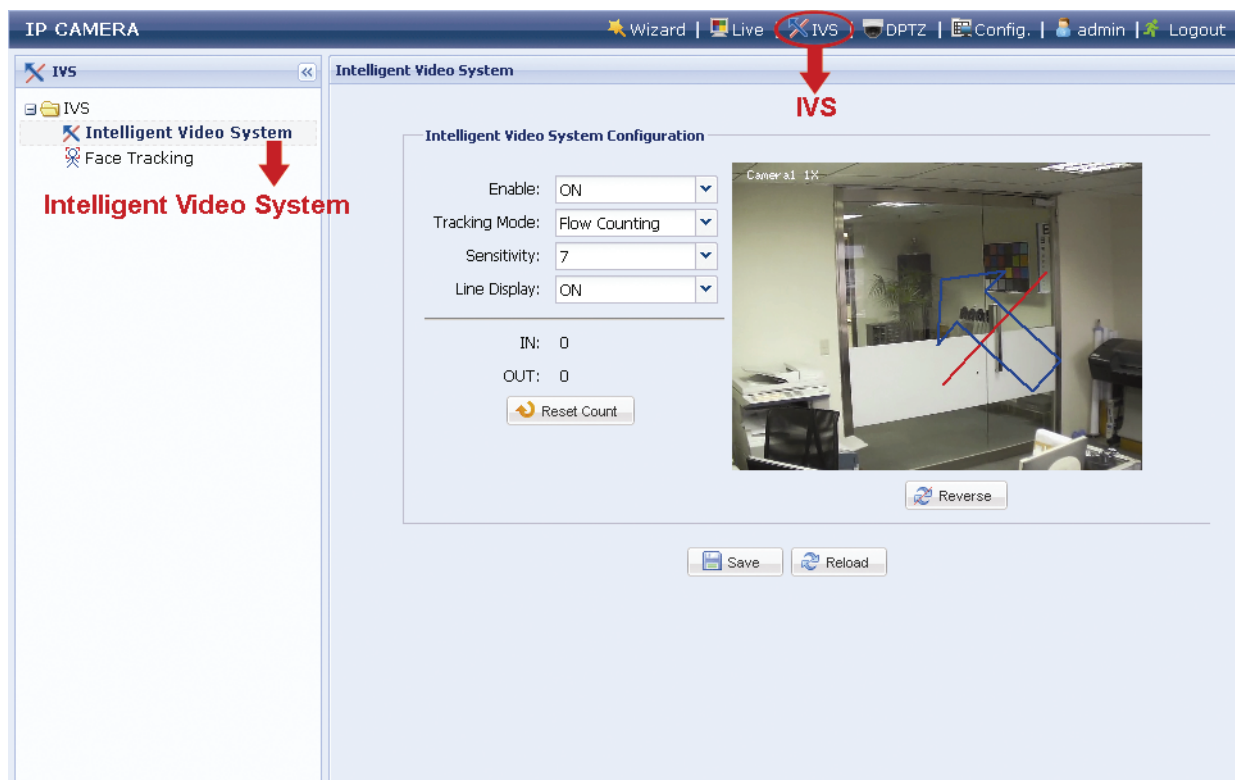 IP CAMERA
Wizard | Live | IVS | DPTZ | Config. | admin | Logout
IVS
Intelligent Video System
IVS
IVS
Intelligent Video System
Face Tracking
Intelligent Video System
Intelligent Video System Configuration
Enable: ON
Tracking Mode: Flow Counting
Sensitivity: 7
Line Display: ON
IN: 0
OUT: 0
Reset Count
Camera1 1X
Reverse
Save
Reload